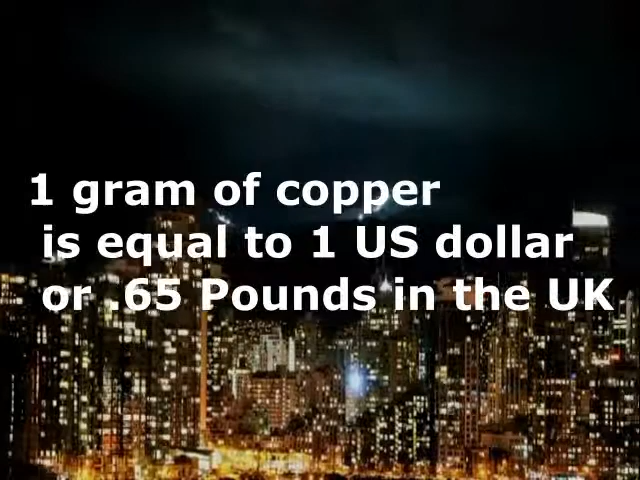 1 gram of copper
is equal to 1 US dollar
or .65 Pounds in the UK